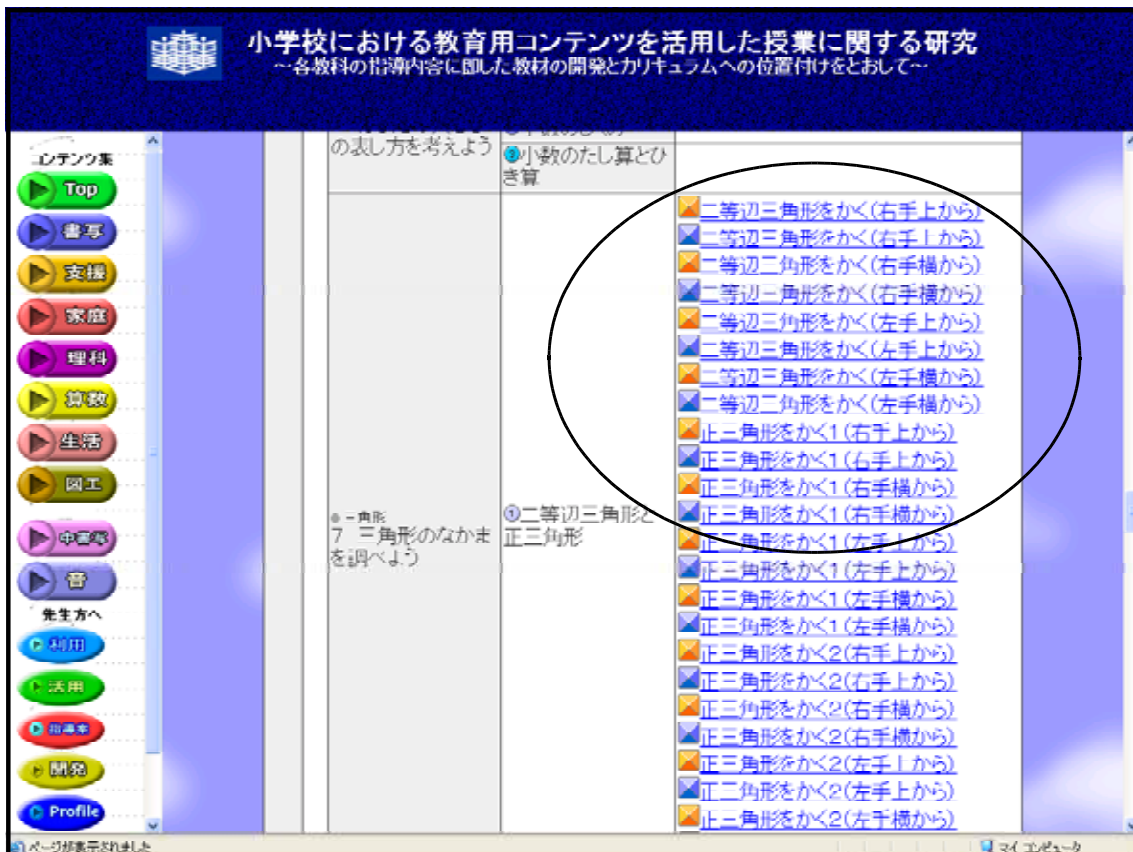 小学校における教育用コンテンツを活用した授業に関する研究
～各教科の指導内容に即した教材の開発とカリキュラムへの位置付けをとおして～
コンテンツ集
Top
書写
支援
家庭
理科
算数
生活
図工
中書写
音
先生方へ
利用
活用
指導案
開発
Profile
の表し方を考えよう
②小数のたし算とひ
き算
三角形
7 三角形のなかま
を調べよう
①二等辺三角形と
正三角形
二等辺三角形をかく(右手上から)
二等辺三角形をかく(右手上から)
二等辺三角形をかく(右手横から)
二等辺三角形をかく(右手横から)
二等辺三角形をかく(左手上から)
二等辺三角形をかく(左手上から)
二等辺三角形をかく(左手横から)
二等辺三角形をかく(左手横から)
正三角形をかく1(右手上から)
正三角形をかく1(右手上から)
正三角形をかく1(右手横から)
正三角形をかく1(右手横から)
正三角形をかく1(左手上から)
正三角形をかく1(左手上から)
正三角形をかく1(左手横から)
正三角形をかく1(左手横から)
正三角形をかく2(右手上から)
正三角形をかく2(右手上から)
正三角形をかく2(右手横から)
正三角形をかく2(右手横から)
正三角形をかく2(左手上から)
正三角形をかく2(左手上から)
正三角形をかく2(左手横から)
ページが表示されました
マイ コンピュータ